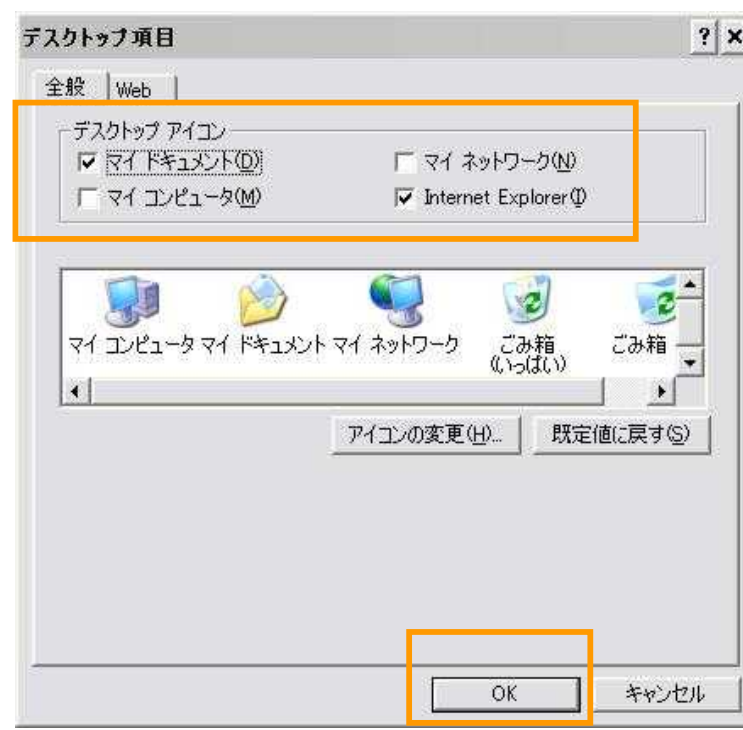 デスクトップ項目
全般 Web
デスクトップ アイコン
マイ ドキュメント(D) マイ ネットワーク(N)
マイ コンピュータ(M) Internet Explorer(I)
マイ コンピュータ マイ ドキュメント マイ ネットワーク ごみ箱 ごみ箱
(いっぱい)
アイコンの変更(H)... 既定値に戻す(S)
OK キャンセル